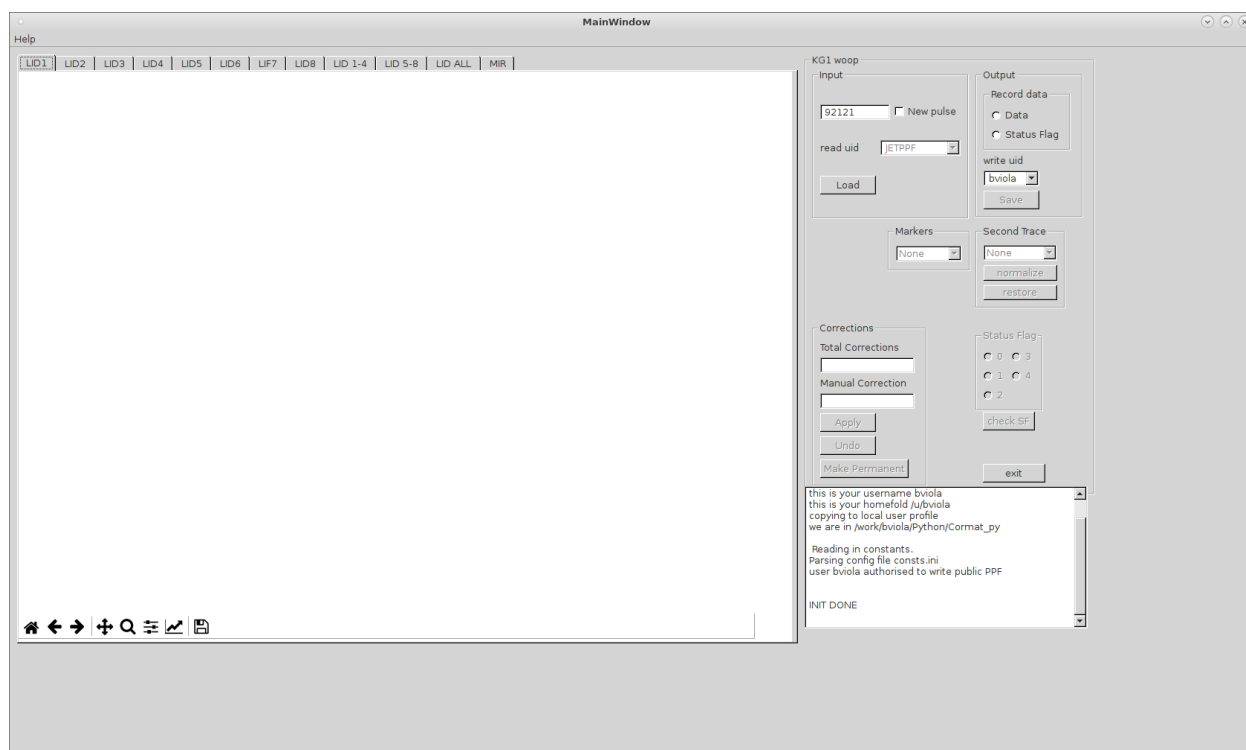 MainWindow
Help
LID1 LID2 LID3 LID4 LID5 LID6 LIF7 LID8 LID 1-4 LID 5-8 LID ALL MIR
KG1 woop
Input
92121
New pulse
read uid
JETPPF
Load
Output
Record data
Data
Status Flag
write uid
bviola
Save
Markers
None
Second Trace
None
normalize
restore
Corrections
Total Corrections
Manual Correction
Apply
Undo
Make Permanent
Status Flag
0 3
1 4
2
check SF
exit
this is your username bviola
this is your homefold /u/bviola
copying to local user profile
we are in /work/bviola/Python/Cormat_py
Reading in constants.
Parsing config file consts.ini
user bviola authorised to write public PPF
INIT DONE